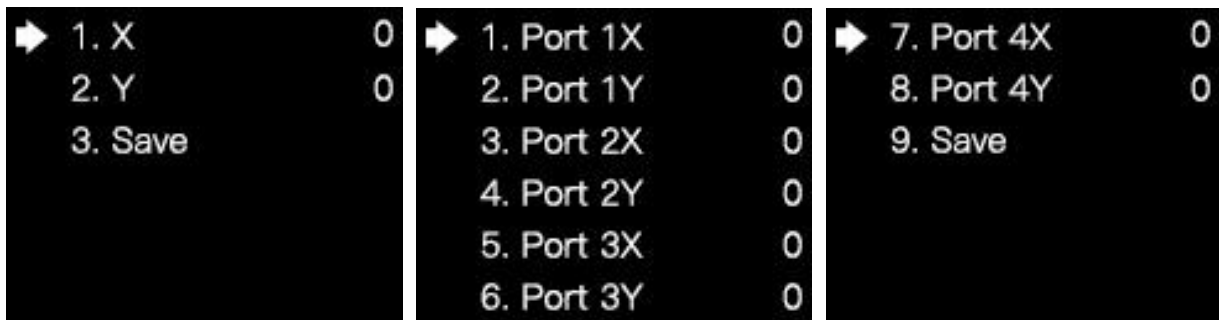 1. X 0
2. Y 0
3. Save
1. Port 1X 0
2. Port 1Y 0
3. Port 2X 0
4. Port 2Y 0
5. Port 3X 0
6. Port 3Y 0
7. Port 4X 0
8. Port 4Y 0
9. Save